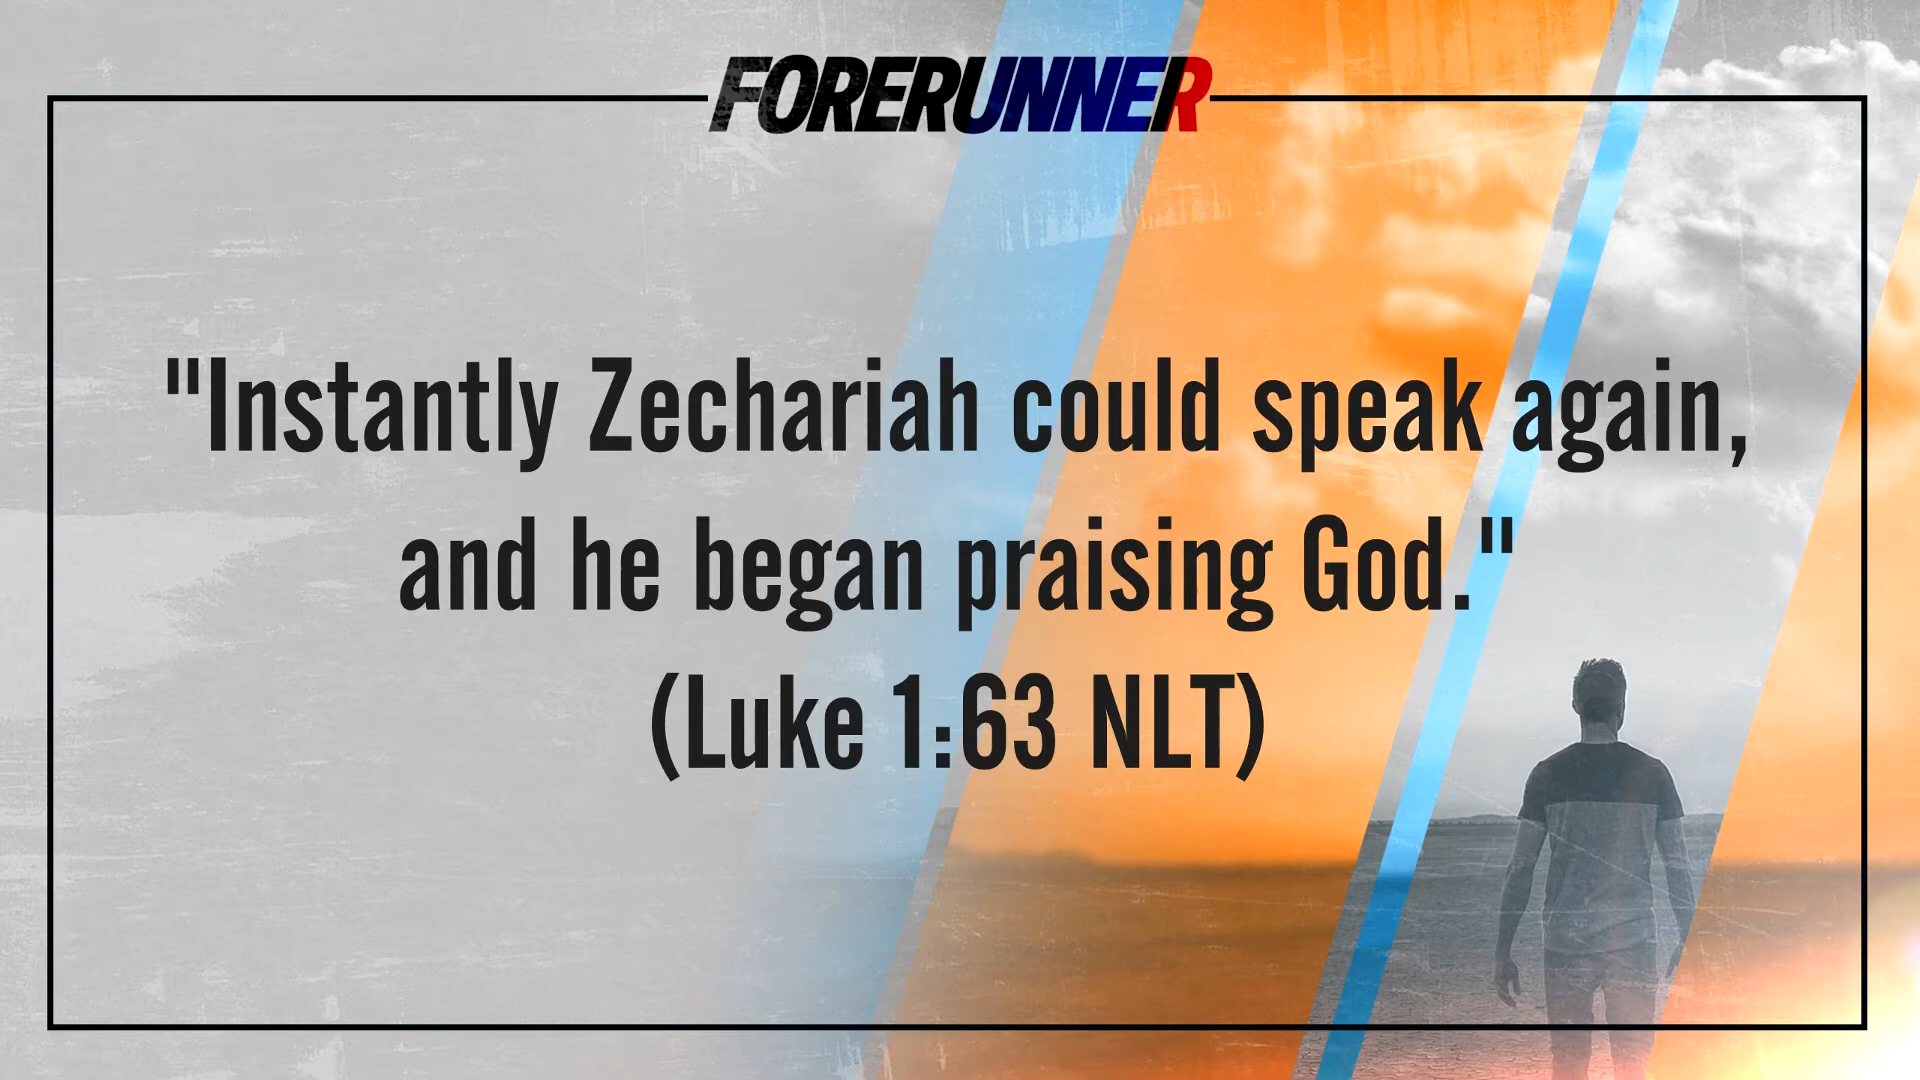 FORERUNNER
"Instantly Zechariah could speak again,
and he began praising God."
(Luke 1:63 NLT)